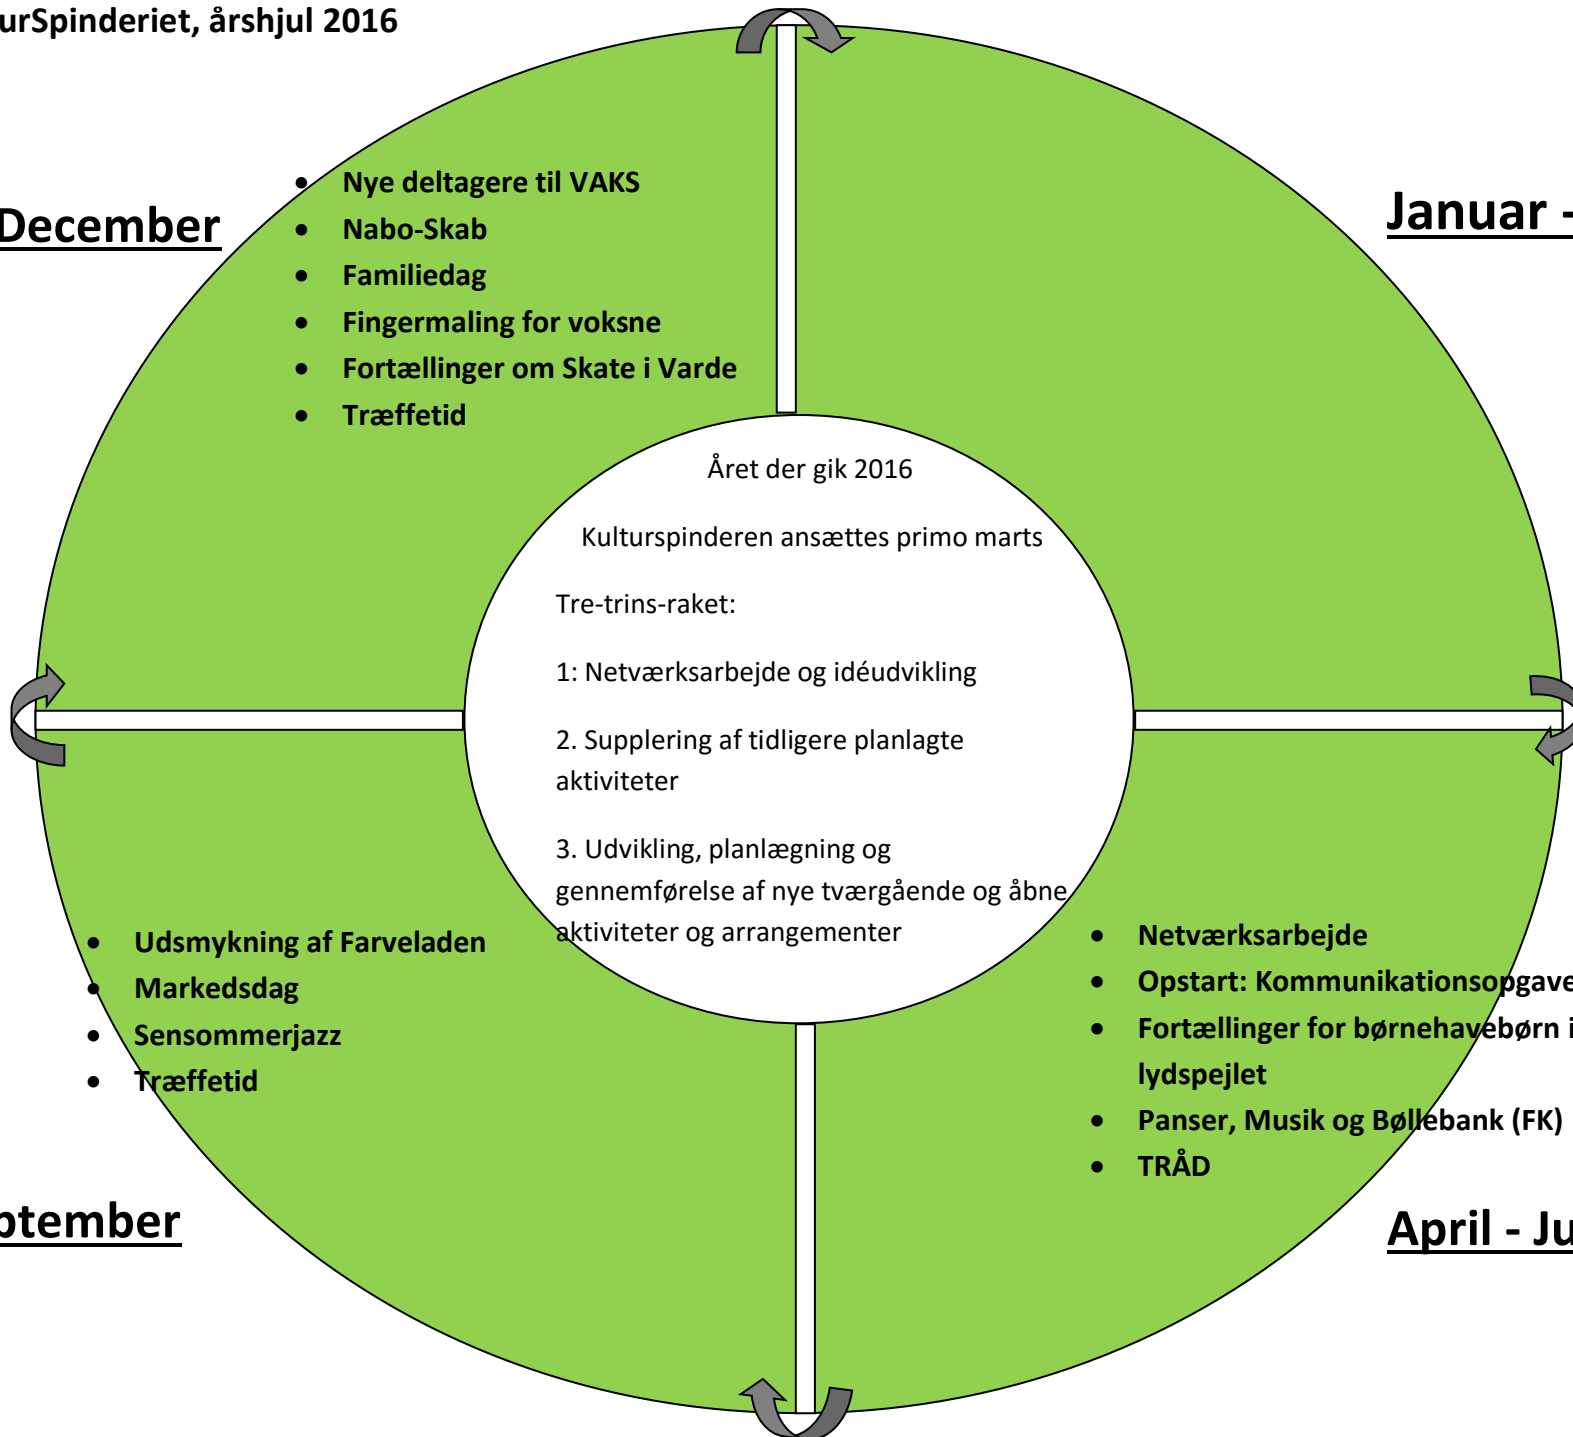 urSpinderiet, årshjul 2016
December
• Nye deltagere til VAKS
• Nabo-Skab
• Familiedag
• Fingermaling for voksne
• Fortællinger om Skate i Varde
• Træffetid
Januar -
Året der gik 2016
Kulturspinderen ansættes primo marts
Tre-trins-raket:
1: Netværksarbejde og idéudvikling
2. Supplering af tidligere planlagte
aktiviteter
3. Udvikling, planlægning og
gennemførelse af nye tværgående og åbne
aktiviteter og arrangementer
• Udsmykning af Farveladen
• Markedsdag
• Sensommerjazz
• Træffetid
ptember
• Netværksarbejde
• Opstart: Kommunikationsopgave
• Fortællinger for børnehavebørn i
lydspejlet
• Panser, Musik og Bøllebank (FK)
• TRÅD
April - Ju